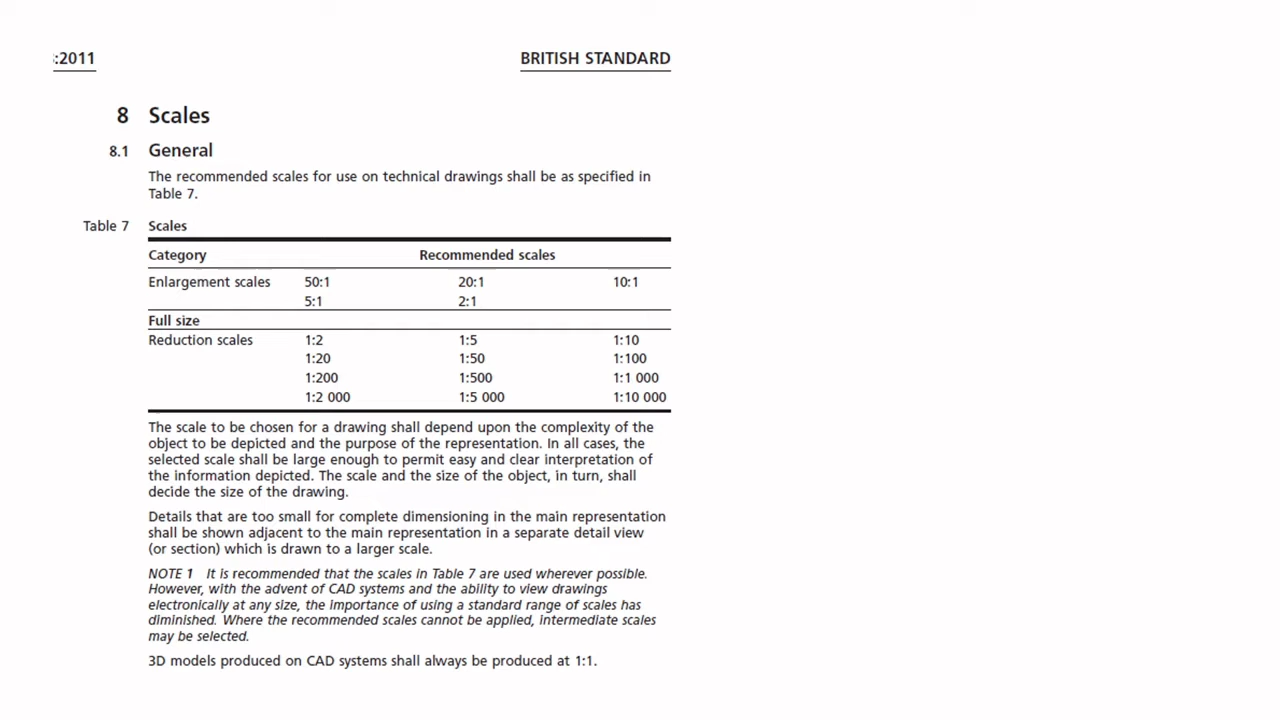 :2011 BRITISH STANDARD
8 Scales
8.1 General
The recommended scales for use on technical drawings shall be as specified in
Table 7.
Table 7 Scales
Category Recommended scales
Enlargement scales 50:1 20:1 10:1
5:1 2:1
Full size
Reduction scales 1:2 1:5 1:10
1:20 1:50 1:100
1:200 1:500 1:1 000
1:2 000 1:5 000 1:10 000
The scale to be chosen for a drawing shall depend upon the complexity of the
object to be depicted and the purpose of the representation. In all cases, the
selected scale shall be large enough to permit easy and clear interpretation of
the information depicted. The scale and the size of the object, in turn, shall
decide the size of the drawing.
Details that are too small for complete dimensioning in the main representation
shall be shown adjacent to the main representation in a separate detail view
(or section) which is drawn to a larger scale.
NOTE 1 It is recommended that the scales in Table 7 are used wherever possible.
However, with the advent of CAD systems and the ability to view drawings
electronically at any size, the importance of using a standard range of scales has
diminished. Where the recommended scales cannot be applied, intermediate scales
may be selected.
3D models produced on CAD systems shall always be produced at 1:1.